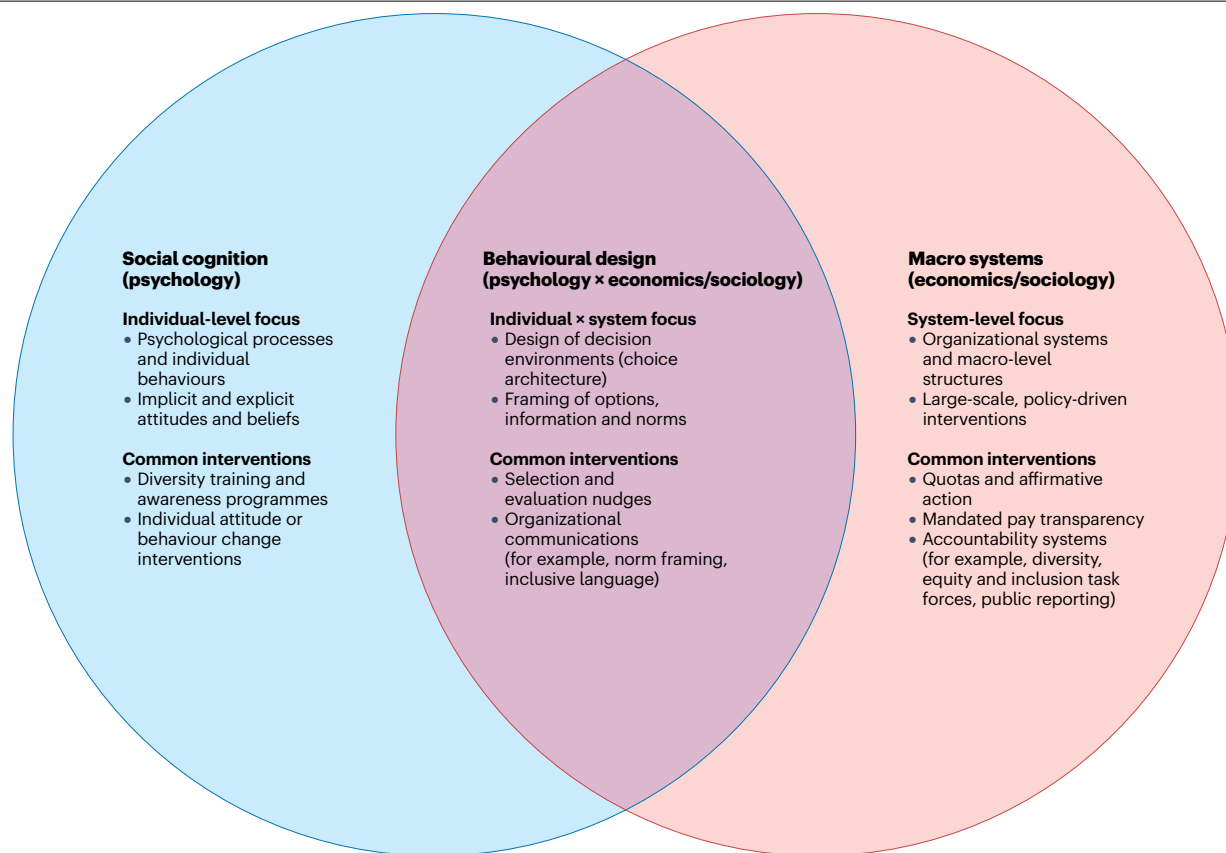 Social cognition
(psychology)
Individual-level focus
• Psychological processes
and individual
behaviours
• Implicit and explicit
attitudes and beliefs
Common interventions
• Diversity training and
awareness programmes
• Individual attitude or
behaviour change
interventions
Behavioural design
(psychology × economics/sociology)
Individual × system focus
• Design of decision
environments (choice
architecture)
• Framing of options,
information and norms
Common interventions
• Selection and
evaluation nudges
• Organizational
communications
(for example, norm framing,
inclusive language)
Macro systems
(economics/sociology)
System-level focus
• Organizational systems
and macro-level
structures
• Large-scale, policy-driven
interventions
Common interventions
• Quotas and affirmative
action
• Mandated pay transparency
• Accountability systems
(for example, diversity,
equity and inclusion task
forces, public reporting)